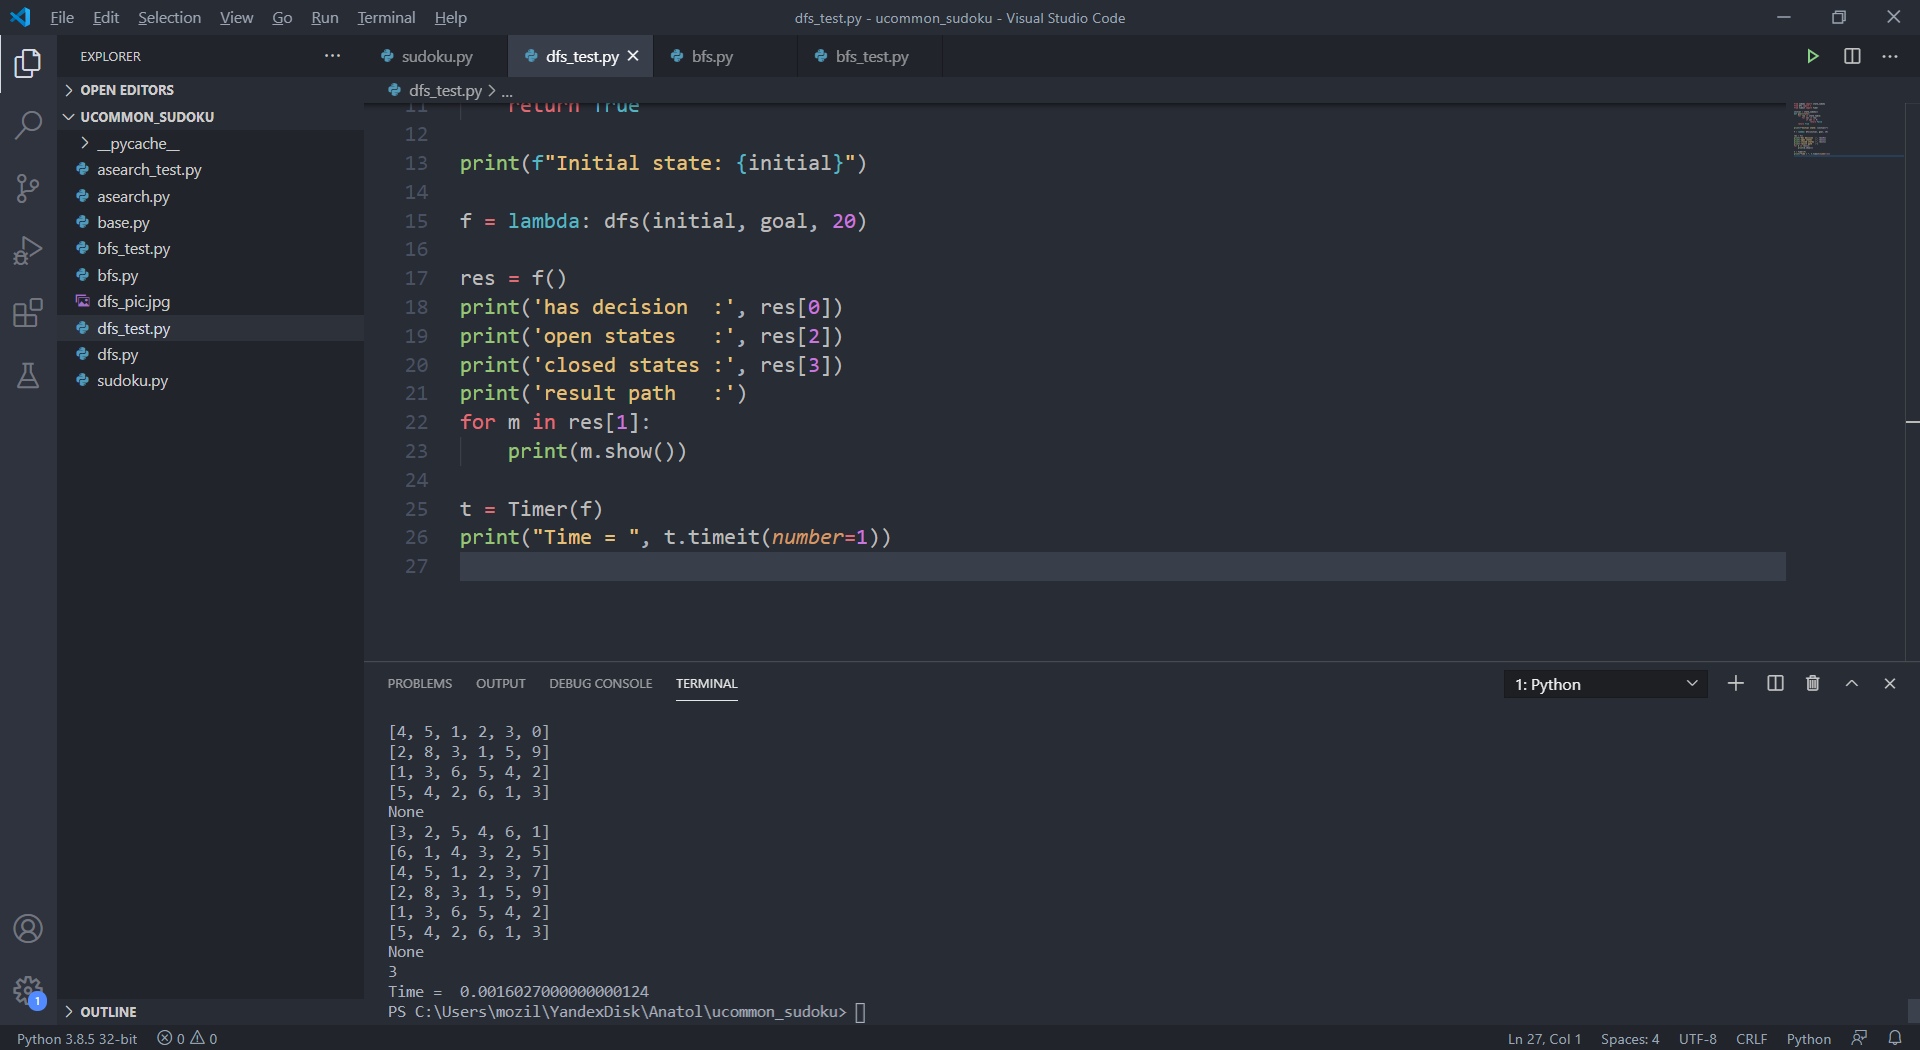 File Edit Selection View Go Run Terminal Help
dfs_test.py - ucommon_sudoku - Visual Studio Code
EXPLORER
sudoku.py
dfs_test.py
bfs.py
bfs_test.py
OPEN EDITORS
UCOMMON_SUDOKU
__pycache__
asearch_test.py
asearch.py
base.py
bfs_test.py
bfs.py
dfs_pic.jpg
dfs_test.py
dfs.py
sudoku.py
OUTLINE
dfs_test.py > ...
11 return True
12
13 print(f"Initial state: {initial}")
14
15 f = lambda: dfs(initial, goal, 20)
16
17 res = f()
18 print('has decision  :', res[0])
19 print('open states   :', res[2])
20 print('closed states :', res[3])
21 print('result path   :')
22 for m in res[1]:
23     print(m.show())
24
25 t = Timer(f)
26 print("Time = ", t.timeit(number=1))
27
PROBLEMS OUTPUT DEBUG CONSOLE TERMINAL
1: Python
[4, 5, 1, 2, 3, 0]
[2, 8, 3, 1, 5, 9]
[1, 3, 6, 5, 4, 2]
[5, 4, 2, 6, 1, 3]
None
[3, 2, 5, 4, 6, 1]
[6, 1, 4, 3, 2, 5]
[4, 5, 1, 2, 3, 7]
[2, 8, 3, 1, 5, 9]
[1, 3, 6, 5, 4, 2]
[5, 4, 2, 6, 1, 3]
None
3
Time =  0.0016027000000000124
PS C:\Users\mozil\YandexDisk\Anatol\ucommon_sudoku>
1
Python 3.8.5 32-bit 0 0
Ln 27, Col 1 Spaces: 4 UTF-8 CRLF Python